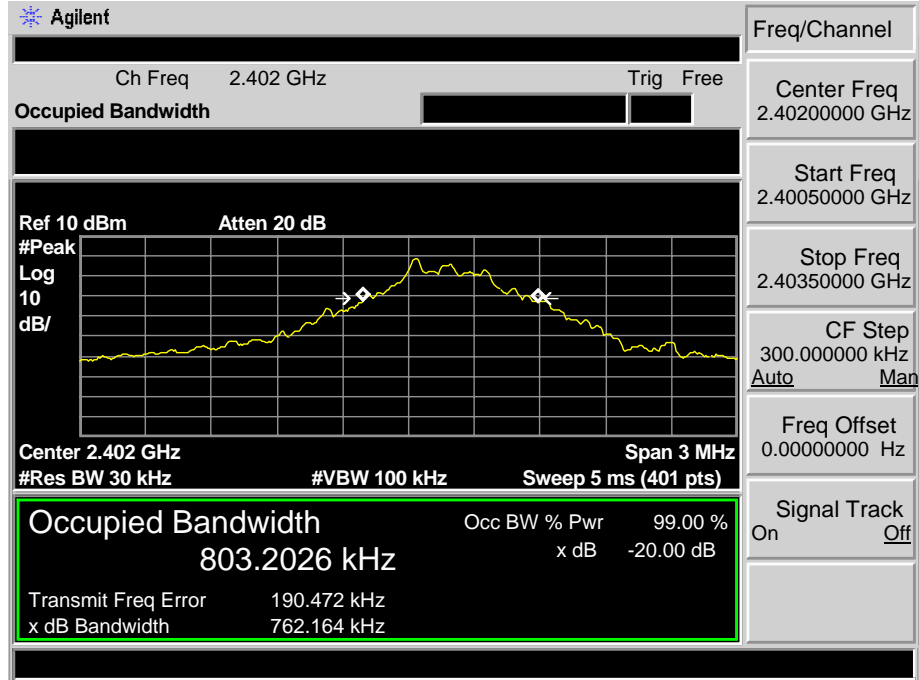 Agilent
Freq/Channel
Ch Freq 2.402 GHz Trig Free
Occupied Bandwidth
Center Freq
2.40200000 GHz
Start Freq
2.40050000 GHz
Ref 10 dBm Atten 20 dB
#Peak
Log
10
dB/
Stop Freq
2.40350000 GHz
CF Step
300.000000 kHz
Auto Man
Freq Offset
0.00000000 Hz
Center 2.402 GHz Span 3 MHz
#Res BW 30 kHz #VBW 100 kHz Sweep 5 ms (401 pts)
Signal Track
On Off
Occupied Bandwidth Occ BW % Pwr 99.00 %
803.2026 kHz x dB -20.00 dB
Transmit Freq Error 190.472 kHz
x dB Bandwidth 762.164 kHz